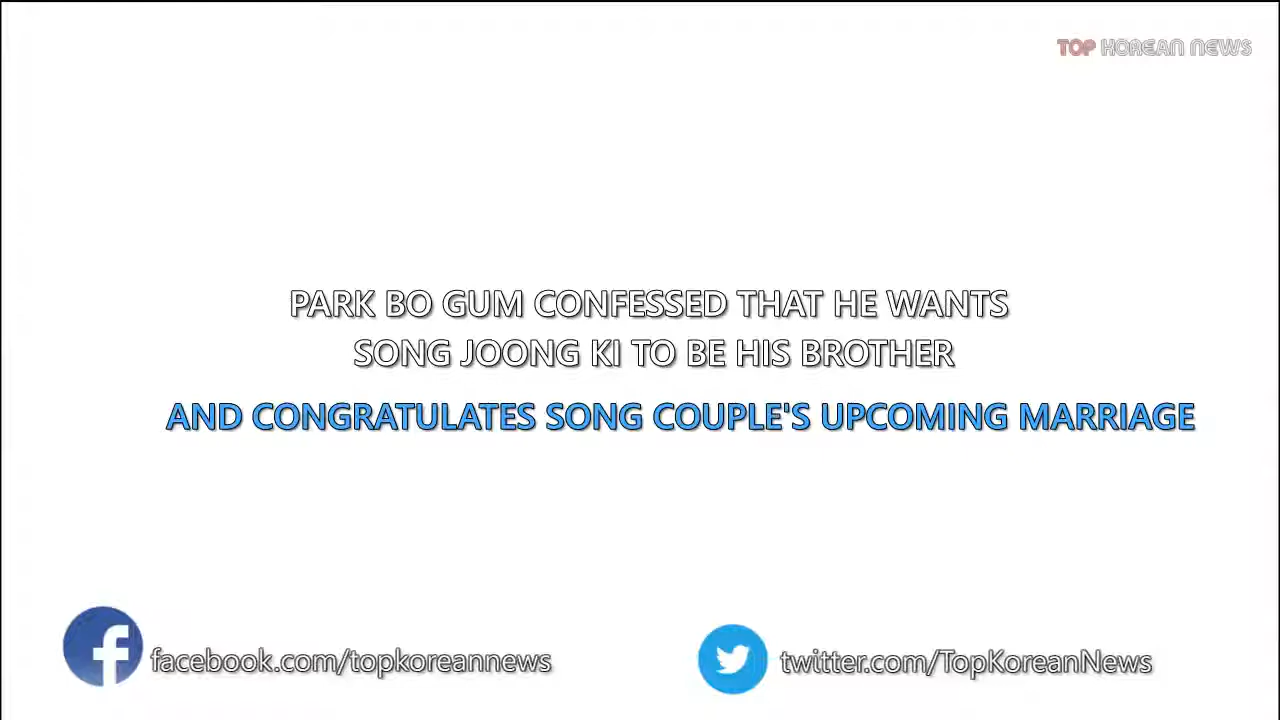 TOP KOREAN NEWS
PARK BO GUM CONFESSED THAT HE WANTS
SONG JOONG KI TO BE HIS BROTHER
AND CONGRATULATES SONG COUPLE'S UPCOMING MARRIAGE
facebook.com/topkoreannews
twitter.com/TopKoreanNews